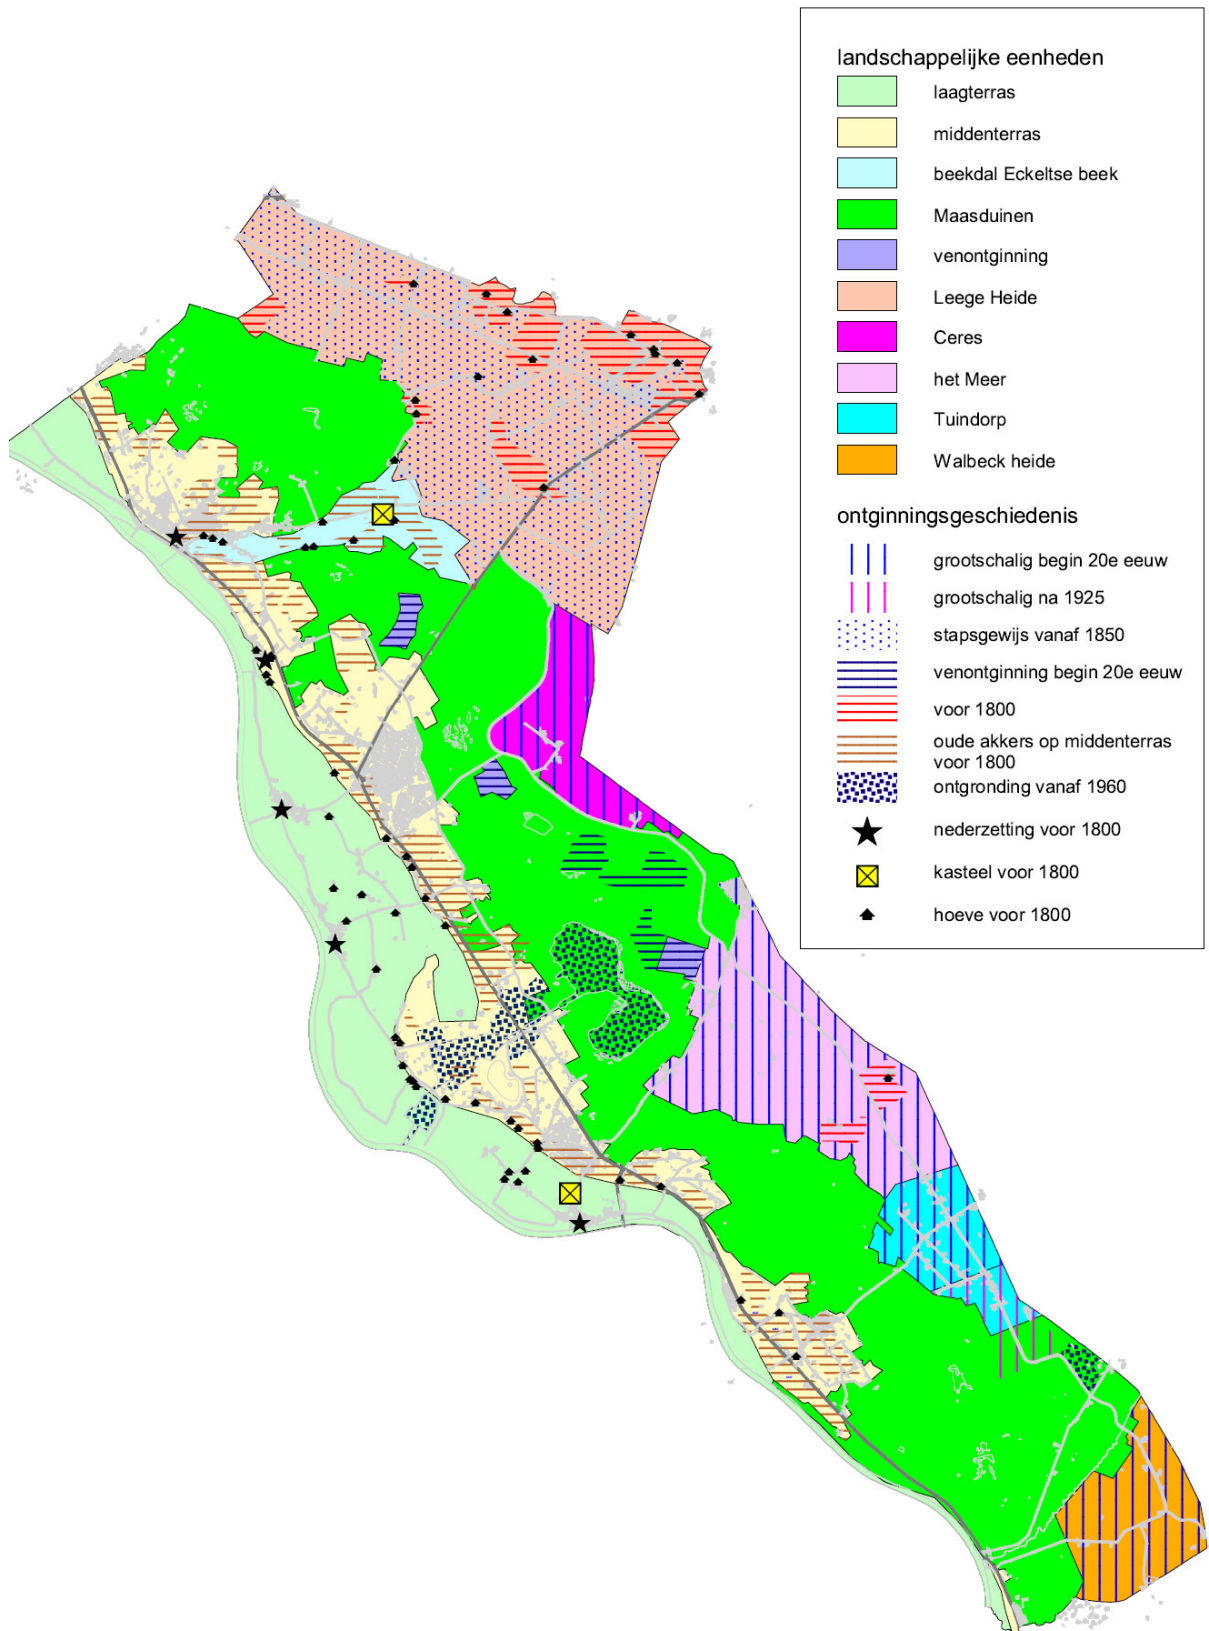 landschappelijke eenheden
laagterras
middenterras
beekdal Eckeltse beek
Maasduinen
venontginning
Leege Heide
Ceres
het Meer
Tuindorp
Walbeck heide
ontginningsgeschiedenis
grootschalig begin 20e eeuw
grootschalig na 1925
stapsgewijs vanaf 1850
venontginning begin 20e eeuw
voor 1800
oude akkers op middenterras
voor 1800
ontgronding vanaf 1960
nederzetting voor 1800
kasteel voor 1800
hoeve voor 1800